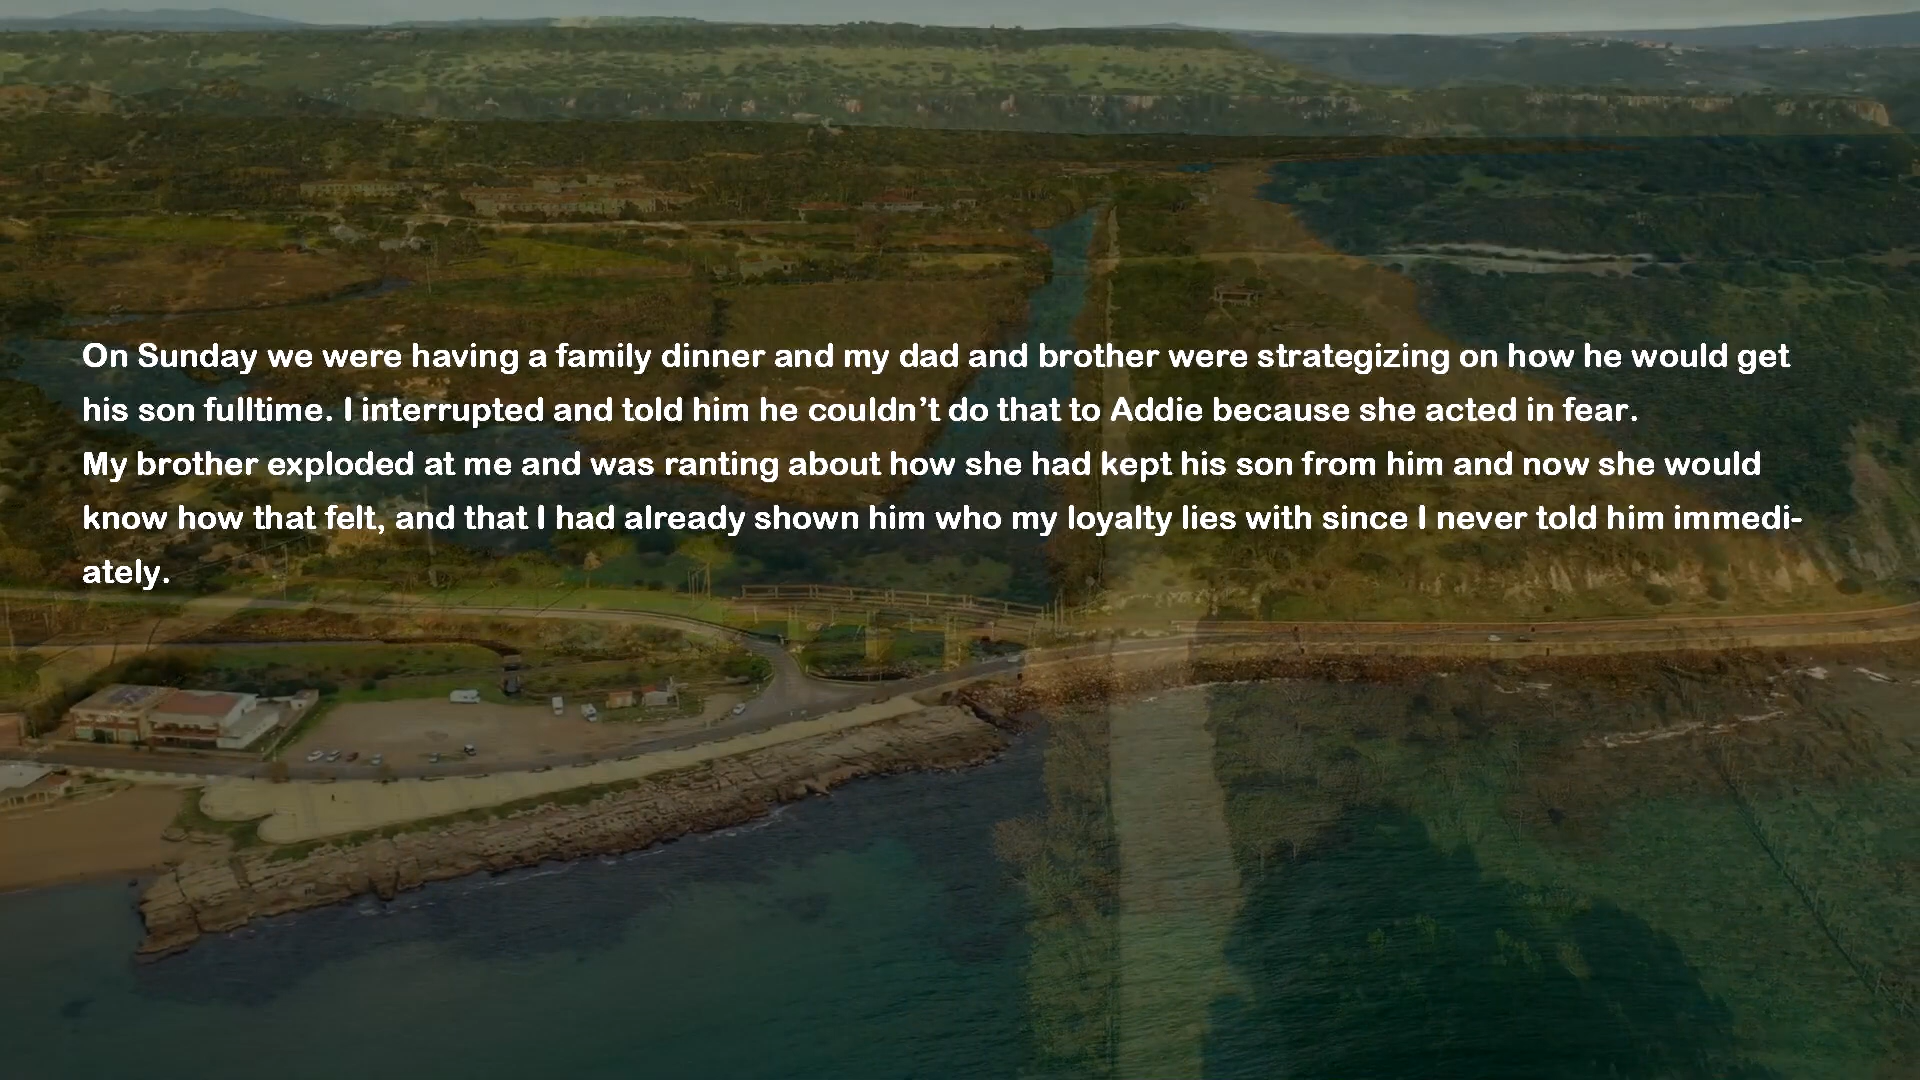 On Sunday we were having a family dinner and my dad and brother were strategizing on how he would get
his son fulltime. I interrupted and told him he couldn’t do that to Addie because she acted in fear.
My brother exploded at me and was ranting about how she had kept his son from him and now she would
know how that felt, and that I had already shown him who my loyalty lies with since I never told him immedi-
ately.